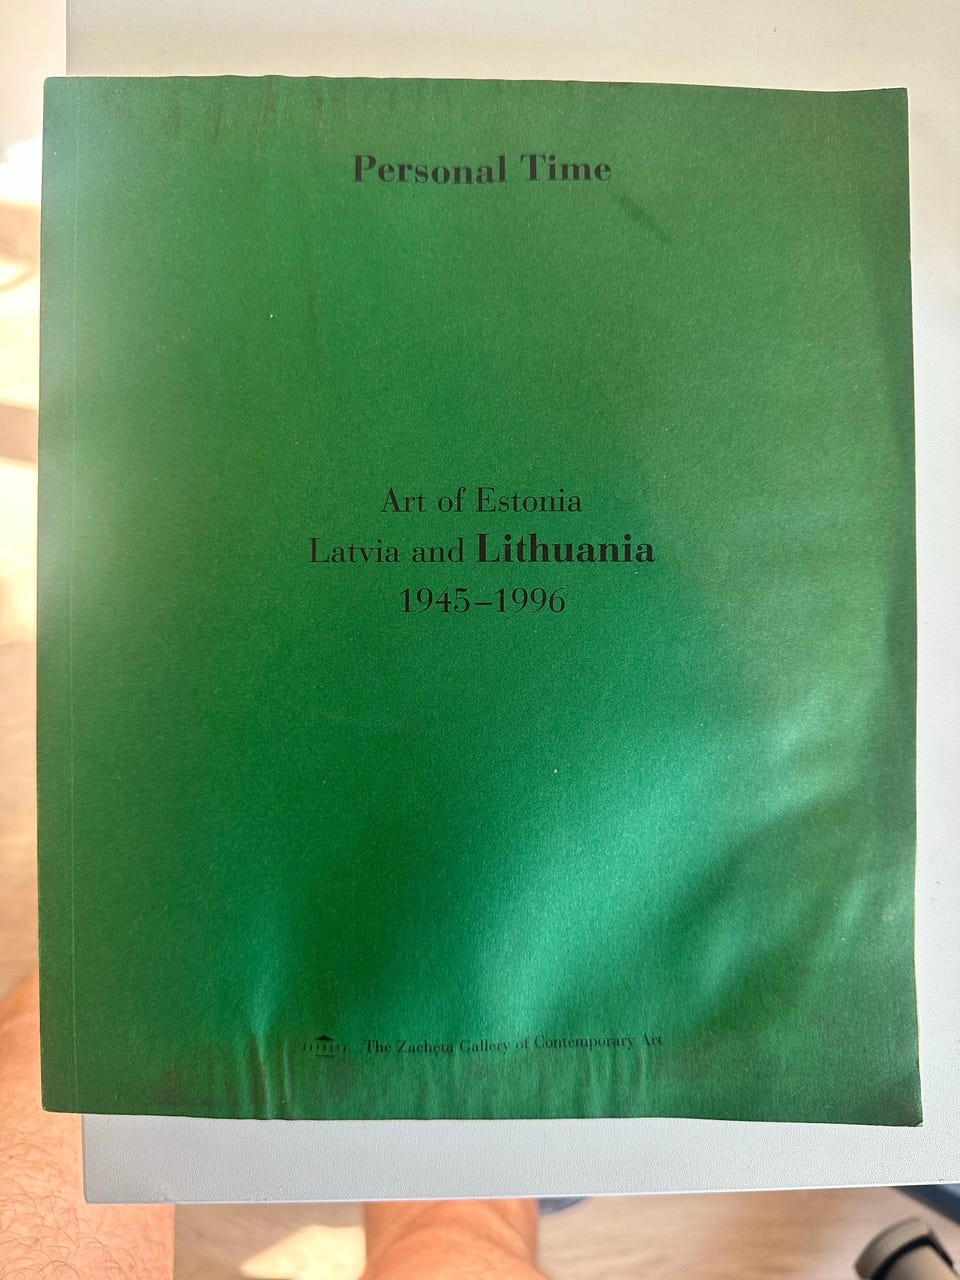 Personal Time
Art of Estonia
Latvia and Lithuania
1945–1996
The Zachęta Gallery of Contemporary Art